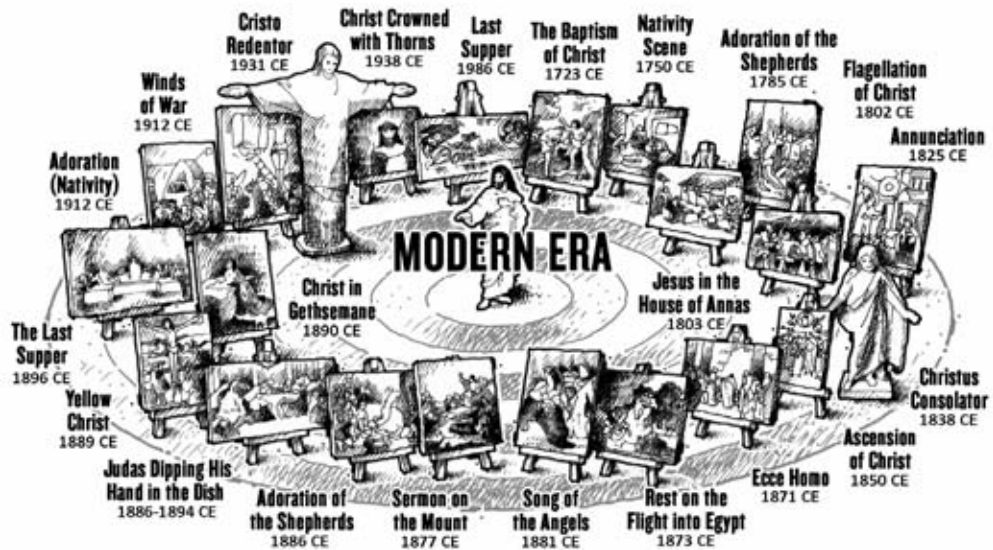 Cristo
Redentor
1931 CE
Christ Crowned
with Thorns
1938 CE
Last
Supper
1986 CE
The Baptism
of Christ
1723 CE
Nativity
Scene
1750 CE
Adoration of the
Shepherds
1785 CE
Flagellation
of Christ
1802 CE
Annunciation
1825 CE
Winds
of War
1912 CE
Adoration
(Nativity)
1912 CE
MODERN ERA
Christ in
Gethsemane
1890 CE
Jesus in the
House of Annas
1803 CE
The Last
Supper
1896 CE
Yellow
Christ
1889 CE
Judas Dipping His
Hand in the Dish
1886-1894 CE
Adoration of
the Shepherds
1886 CE
Sermon on
the Mount
1877 CE
Song of
the Angels
1881 CE
Rest on the
Flight into Egypt
1873 CE
Ecce Homo
1871 CE
Ascension
of Christ
1850 CE
Christus
Consolator
1838 CE